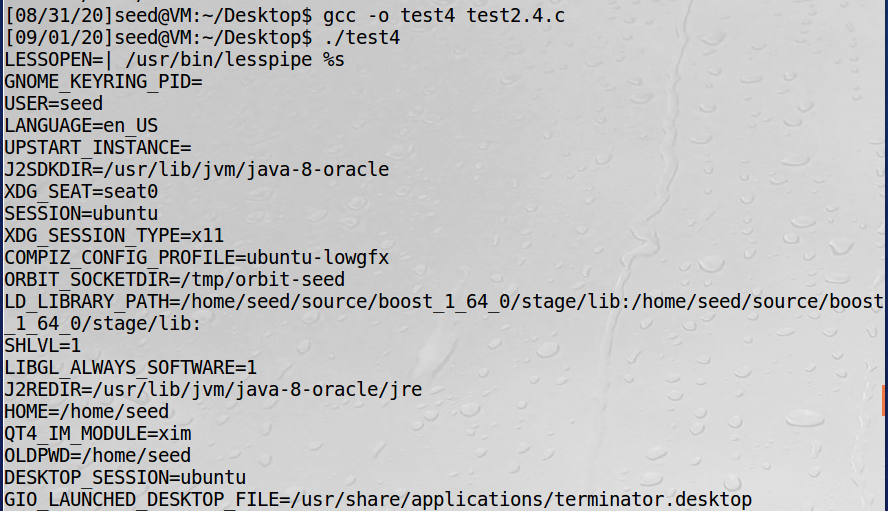 [08/31/20]seed@VM:~/Desktop$ gcc -o test4 test2.4.c
[09/01/20]seed@VM:~/Desktop$ ./test4
LESSOPEN=| /usr/bin/lesspipe %s
GNOME_KEYRING_PID=
USER=seed
LANGUAGE=en_US
UPSTART_INSTANCE=
J2SDKDIR=/usr/lib/jvm/java-8-oracle
XDG_SEAT=seat0
SESSION=ubuntu
XDG_SESSION_TYPE=x11
COMPIZ_CONFIG_PROFILE=ubuntu-lowgfx
ORBIT_SOCKETDIR=/tmp/orbit-seed
LD_LIBRARY_PATH=/home/seed/source/boost_1_64_0/stage/lib:/home/seed/source/boost
_1_64_0/stage/lib:
SHLVL=1
LIBGL_ALWAYS_SOFTWARE=1
J2REDIR=/usr/lib/jvm/java-8-oracle/jre
HOME=/home/seed
QT4_IM_MODULE=xim
OLDPWD=/home/seed
DESKTOP_SESSION=ubuntu
GIO_LAUNCHED_DESKTOP_FILE=/usr/share/applications/terminator.desktop